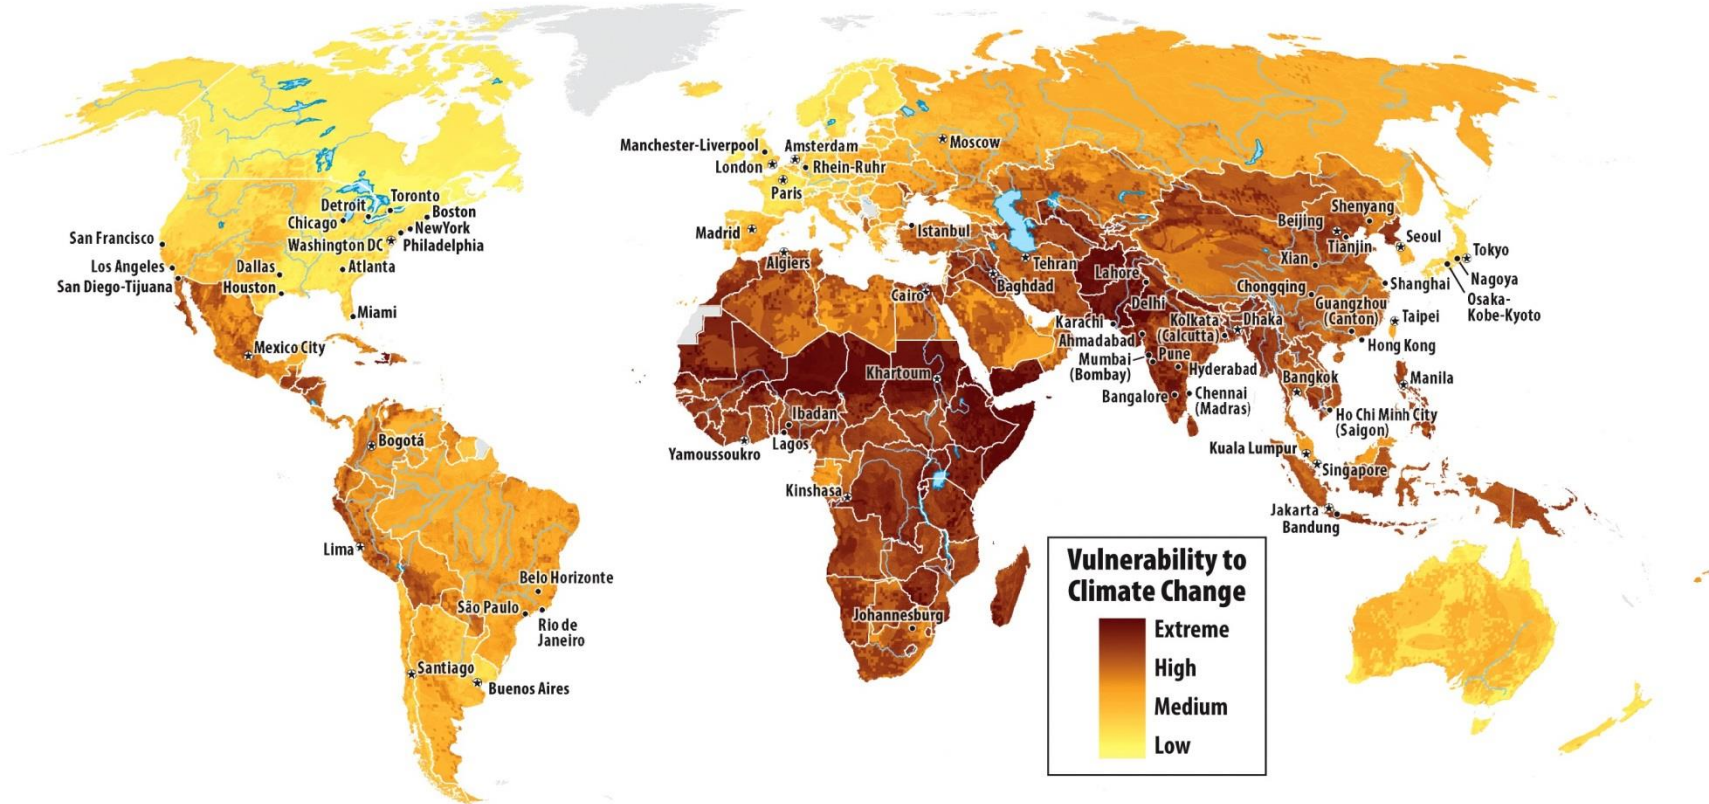 Manchester-Liverpool
Amsterdam
London
Rhein-Ruhr
Paris
Moscow
Madrid
Istanbul
Algiers
Toronto
Detroit
Boston
Chicago
NewYork
Washington DC
Philadelphia
San Francisco
Los Angeles
Dallas
Atlanta
San Diego-Tijuana
Houston
Miami
Mexico City
Shenyang
Beijing
Seoul
Tianjin
Tokyo
Xian
Nagoya
Tehran
Lahore
Baghdad
Chongqing
Shanghai
Osaka-
Kobe-Kyoto
Cairo
Delhi
Guangzhou
(Canton)
Taipei
Karachi
Kolkata
(Calcutta)
Dhaka
Ahmadabad
Hong Kong
Mumbai
(Bombay)
Pune
Hyderabad
Khartoum
Bangkok
Manila
Bangalore
Chennai
(Madras)
Ho Chi Minh City
(Saigon)
Ibadan
Lagos
Yamoussoukro
Bogotá
Kuala Lumpur
Singapore
Kinshasa
Jakarta
Bandung
Lima
Belo Horizonte
São Paulo
Rio de
Janeiro
Johannesburg
Santiago
Buenos Aires
Vulnerability to
Climate Change
Extreme
High
Medium
Low